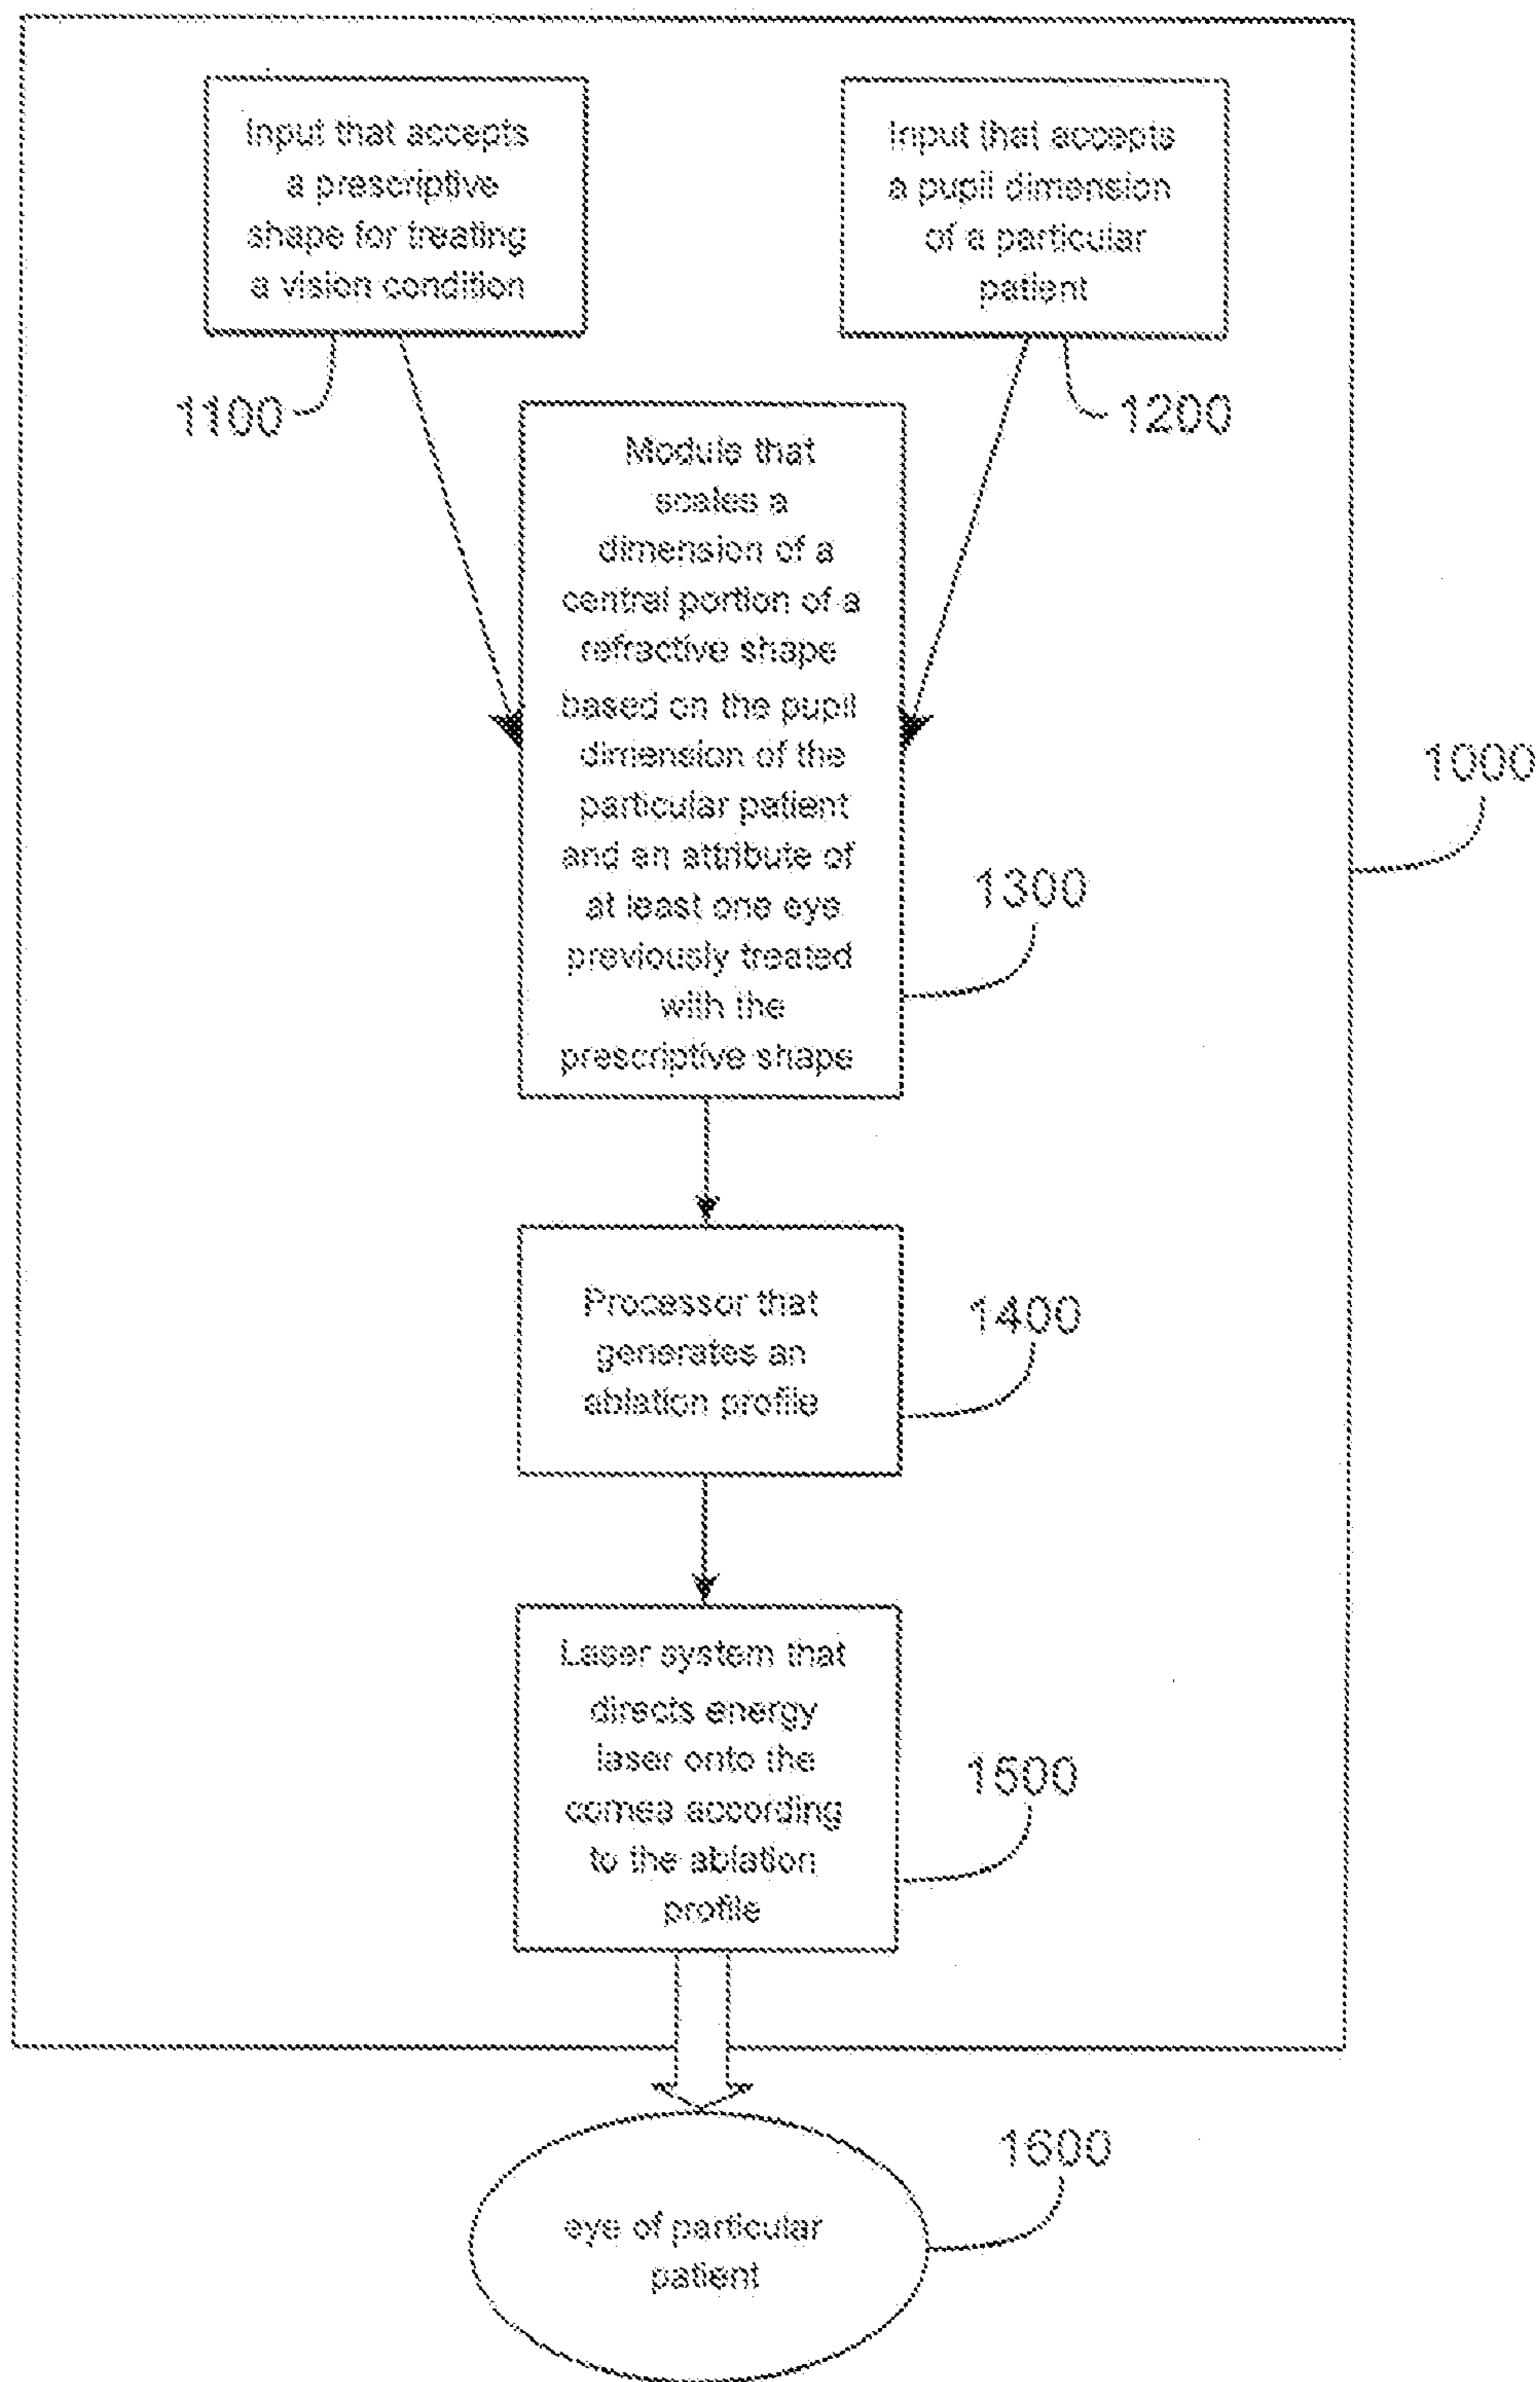 Input that accepts
a prescriptive
shape for treating
a vision condition
Input that accepts
a pupil dimension
of a particular
patient
1100
1200
Module that
scales a
dimension of a
central portion of a
refractive shape
based on the pupil
dimension of the
particular patient
and an attribute of
at least one eye
previously treated
with the
prescriptive shape
1000
1300
Processor that
generates an
ablation profile
1400
Laser system that
directs energy
laser onto the
cornea according
to the ablation
profile
1500
1600
eye of particular
patient